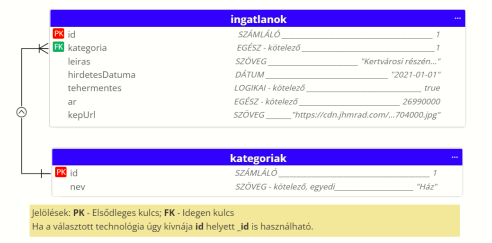 ingatlanok ...
PK id SZÁMLÁLÓ 1
FK kategoria EGÉSZ - kötelező 1
leiras SZÖVEG "Kertvárosi részén..."
hirdetesDatuma DÁTUM "2021-01-01"
tehermentes LOGIKAI - kötelező true
ar EGÉSZ - kötelező 26990000
kepUrl SZÖVEG "https://cdn.jhmrad.com/...704000.jpg"
kategoriak ...
PK id SZÁMLÁLÓ 1
nev SZÖVEG - kötelező, egyedi "Ház"
Jelölések: PK - Elsődleges kulcs; FK - Idegen kulcs
Ha a választott technológia úgy kívánja id helyett _id is használható.